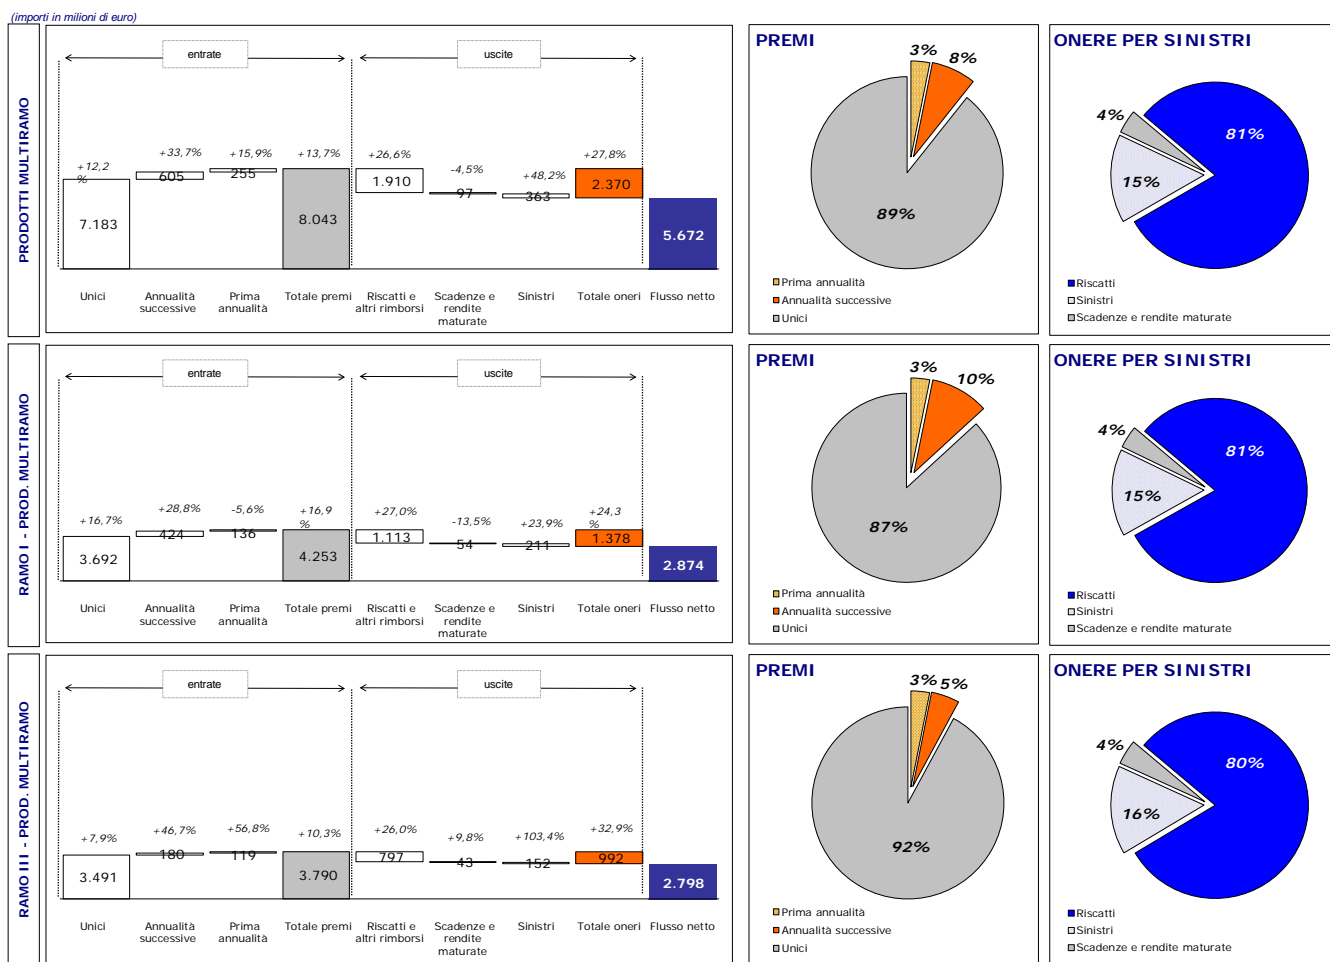 (importi in milioni di euro)
PRODOTTI MULTIRAMO
entrate
uscite
+12,2
%
+33,7%
+15,9%
+13,7%
+26,6%
-4,5%
+48,2%
+27,8%
7.183
605
255
8.043
1.910
97
363
2.370
5.672
Unici
Annualità
successive
Prima
annualità
Totale premi
Riscatti e
altri rimborsi
Scadenze e
rendite
maturate
Sinistri
Totale oneri
Flusso netto
PREMI
3%
8%
89%
Prima annualità
Annualità successive
Unici
ONERE PER SINISTRI
4%
81%
15%
Riscatti
Sinistri
Scadenze e rendite maturate
RAMO I - PROD. MULTIRAMO
entrate
uscite
+16,7%
+28,8%
-5,6%
+16,9
%
+27,0%
-13,5%
+23,9%
+24,3
%
3.692
424
136
4.253
1.113
54
211
1.378
2.874
Unici
Annualità
successive
Prima
annualità
Totale premi
Riscatti e
altri rimborsi
Scadenze e
rendite
maturate
Sinistri
Totale oneri
Flusso netto
PREMI
3%
10%
87%
Prima annualità
Annualità successive
Unici
ONERE PER SINISTRI
4%
81%
15%
Riscatti
Sinistri
Scadenze e rendite maturate
RAMO III - PROD. MULTIRAMO
entrate
uscite
+7,9%
+46,7%
+56,8%
+10,3%
+26,0%
+9,8%
+103,4%
+32,9%
3.491
180
119
3.790
797
43
152
992
2.798
Unici
Annualità
successive
Prima
annualità
Totale premi
Riscatti e
altri rimborsi
Scadenze e
rendite
maturate
Sinistri
Totale oneri
Flusso netto
PREMI
3%
5%
92%
Prima annualità
Annualità successive
Unici
ONERE PER SINISTRI
4%
80%
16%
Riscatti
Sinistri
Scadenze e rendite maturate